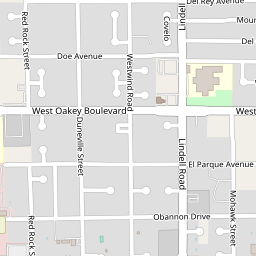 Del Rey Avenue
Red Rock Street
Covelo
Lindell
Moun
Del
Doe Avenue
Westwind Road
West Oakey Boulevard
West
Duneville Street
Lindell Road
El Parque Avenue
Mohawk Street
Obannon Drive
Red Rock S